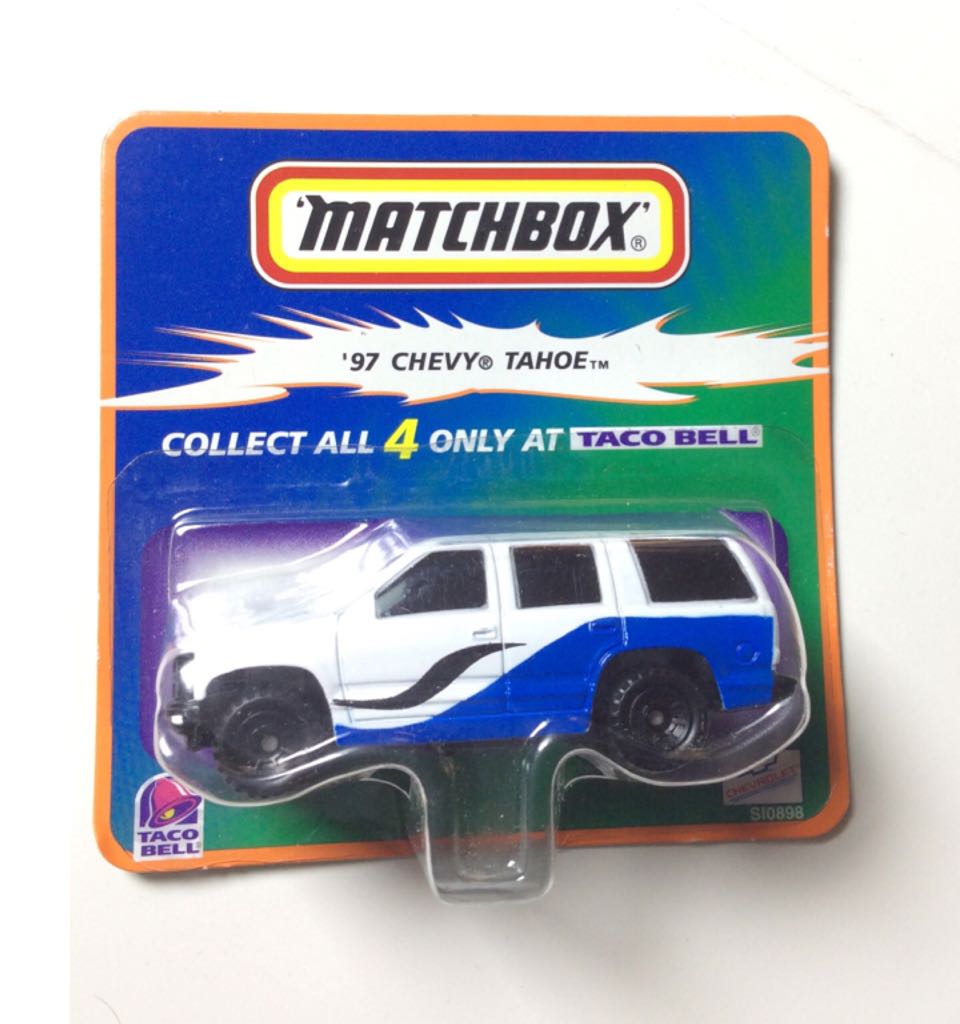 'MATCHBOX'®
'97 CHEVY® TAHOE™
COLLECT ALL 4 ONLY AT TACO BELL®
CHEVROLET
SI0898
TACO
BELL®